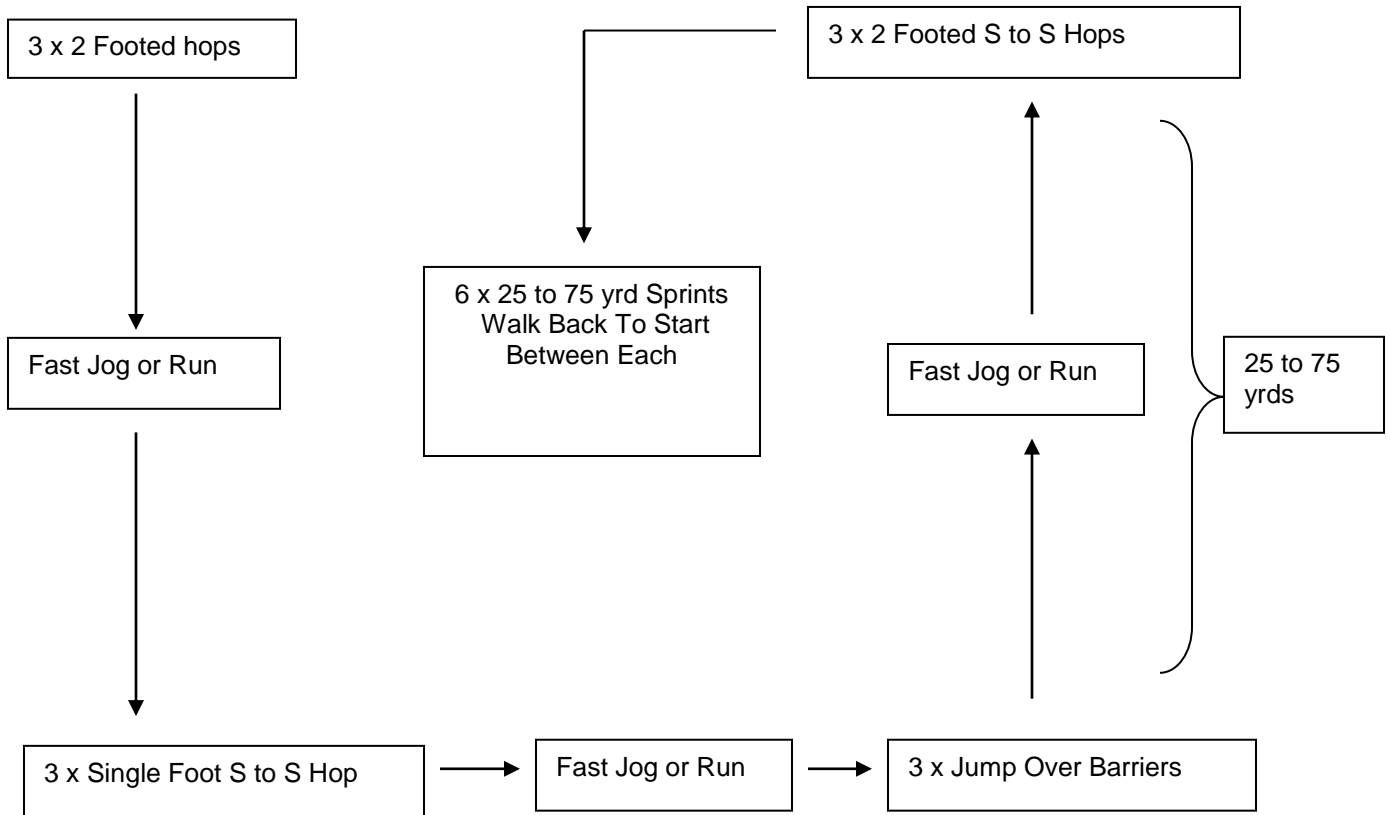 3 x 2 Footed hops
3 x 2 Footed S to S Hops
6 x 25 to 75 yrd Sprints
Walk Back To Start
Between Each
Fast Jog or Run
Fast Jog or Run
25 to 75
yrds
3 x Single Foot S to S Hop
Fast Jog or Run
3 x Jump Over Barriers